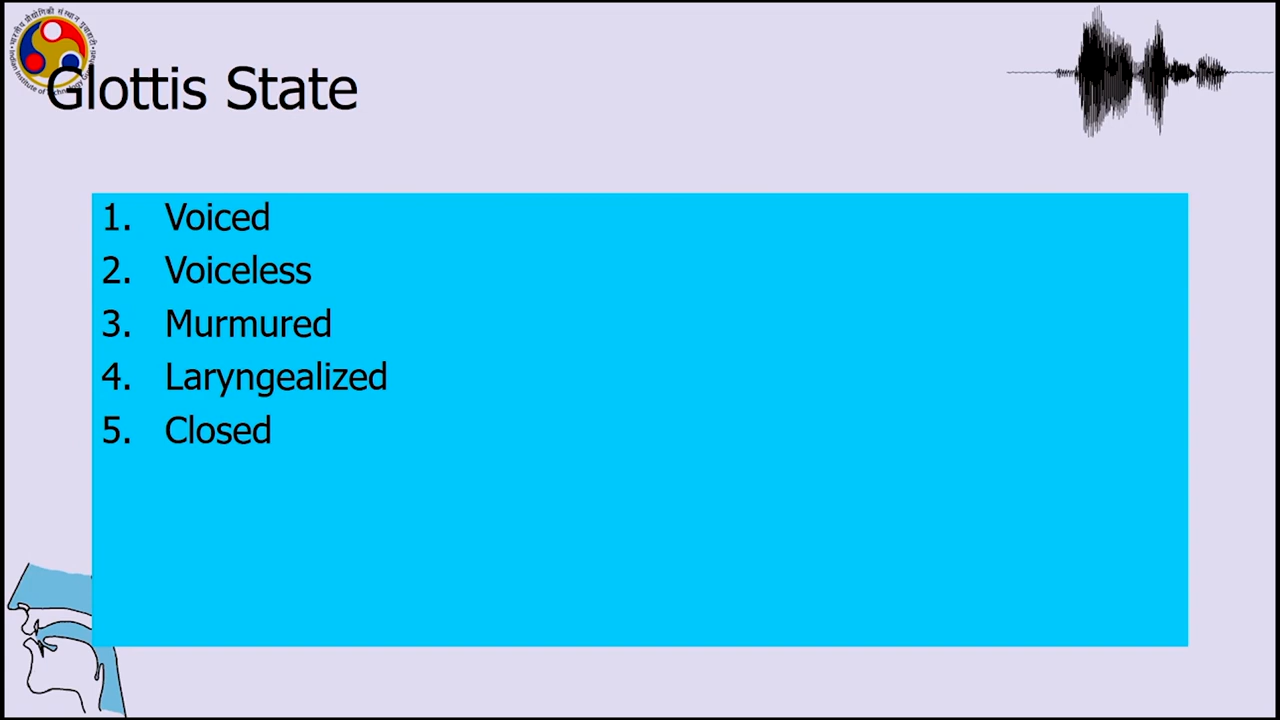 Glottis State
1. Voiced
2. Voiceless
3. Murmured
4. Laryngealized
5. Closed